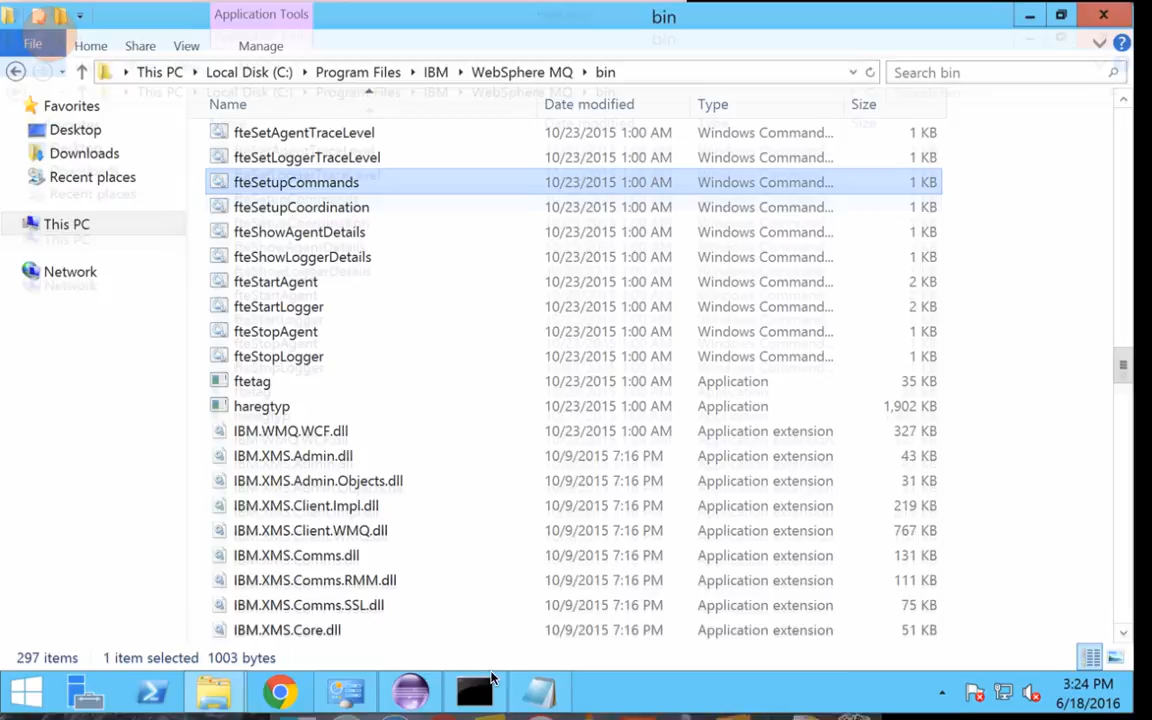 Application Tools
bin
File Home Share View Manage
This PC Local Disk (C:) Program Files IBM WebSphere MQ bin Search bin
Favorites
Desktop
Downloads
Recent places
This PC
Network
Name Date modified Type Size
fteSetAgentTraceLevel 10/23/2015 1:00 AM Windows Command... 1 KB
fteSetLoggerTraceLevel 10/23/2015 1:00 AM Windows Command... 1 KB
fteSetupCommands 10/23/2015 1:00 AM Windows Command... 1 KB
fteSetupCoordination 10/23/2015 1:00 AM Windows Command... 1 KB
fteShowAgentDetails 10/23/2015 1:00 AM Windows Command... 1 KB
fteShowLoggerDetails 10/23/2015 1:00 AM Windows Command... 1 KB
fteStartAgent 10/23/2015 1:00 AM Windows Command... 2 KB
fteStartLogger 10/23/2015 1:00 AM Windows Command... 2 KB
fteStopAgent 10/23/2015 1:00 AM Windows Command... 1 KB
fteStopLogger 10/23/2015 1:00 AM Windows Command... 1 KB
ftetag 10/23/2015 1:00 AM Application 35 KB
haregtyp 10/23/2015 1:00 AM Application 1,902 KB
IBM.WMQ.WCF.dll 10/23/2015 1:00 AM Application extension 327 KB
IBM.XMS.Admin.dll 10/9/2015 7:16 PM Application extension 43 KB
IBM.XMS.Admin.Objects.dll 10/9/2015 7:16 PM Application extension 31 KB
IBM.XMS.Client.Impl.dll 10/9/2015 7:16 PM Application extension 219 KB
IBM.XMS.Client.WMQ.dll 10/9/2015 7:16 PM Application extension 767 KB
IBM.XMS.Comms.dll 10/9/2015 7:16 PM Application extension 131 KB
IBM.XMS.Comms.RMM.dll 10/9/2015 7:16 PM Application extension 111 KB
IBM.XMS.Comms.SSL.dll 10/9/2015 7:16 PM Application extension 75 KB
IBM.XMS.Core.dll 10/9/2015 7:16 PM Application extension 51 KB
297 items 1 item selected 1003 bytes
3:24 PM
6/18/2016